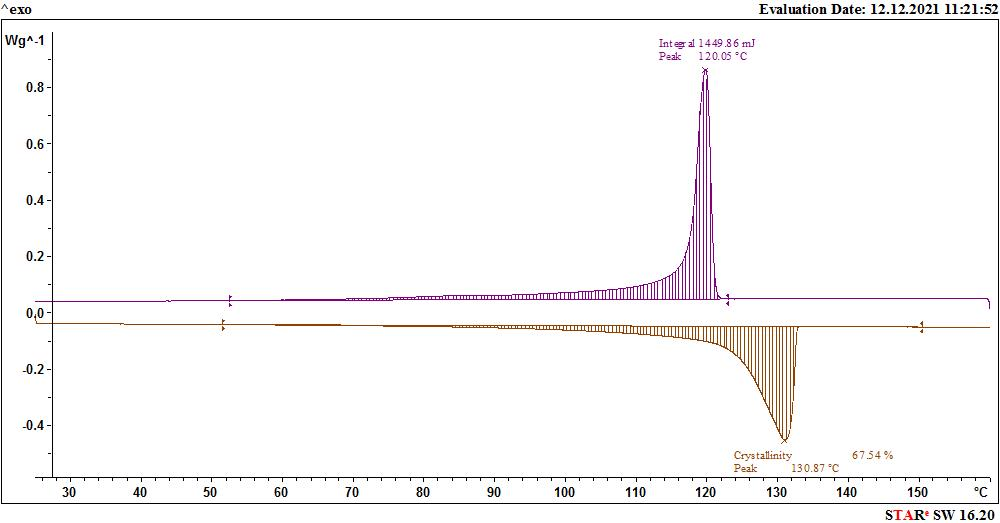 ^exo Evaluation Date: 12.12.2021 11:21:52
Wg^-1
Integral 1449.86 mJ
Peak 120.05 °C
0.8
0.6
0.4
0.2
0.0
-0.2
-0.4
Crystallinity 67.54 %
Peak 130.87 °C
30 40 50 60 70 80 90 100 110 120 130 140 150 °C
STARe SW 16.20